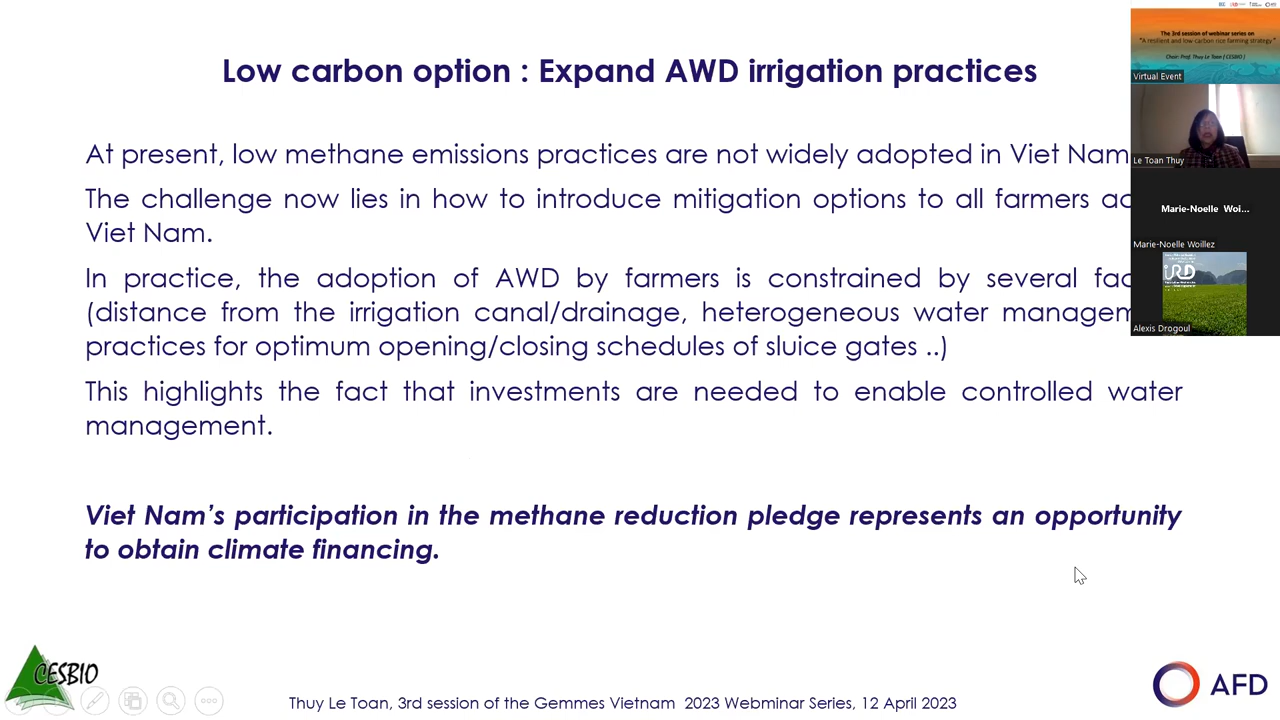 Low carbon option : Expand AWD irrigation practices
At present, low methane emissions practices are not widely adopted in Viet Nam
The challenge now lies in how to introduce mitigation options to all farmers
Viet Nam.
In practice, the adoption of AWD by farmers is constrained by several
(distance from the irrigation canal/drainage, heterogeneous water
practices for optimum opening/closing schedules of sluice gates ..)
This highlights the fact that investments are needed to enable controlled water
management.
Viet Nam's participation in the methane reduction pledge represents an opportunity
to obtain climate financing.
CESBIO
Thuy Le Toan, 3rd session of the Gemmes Vietnam 2023 Webminar Series, 12 April 2023
AFD
The 3rd session of webinar series on
"A resilient and low carbon rice farming strategy"
Chair: Prof. Thuy Le Toan ( CESBIO )
Virtual Event
Le Toan Thuy
Marie-Noelle Woi...
Marie-Noelle Woillez
IRD
Alexis Drogoul